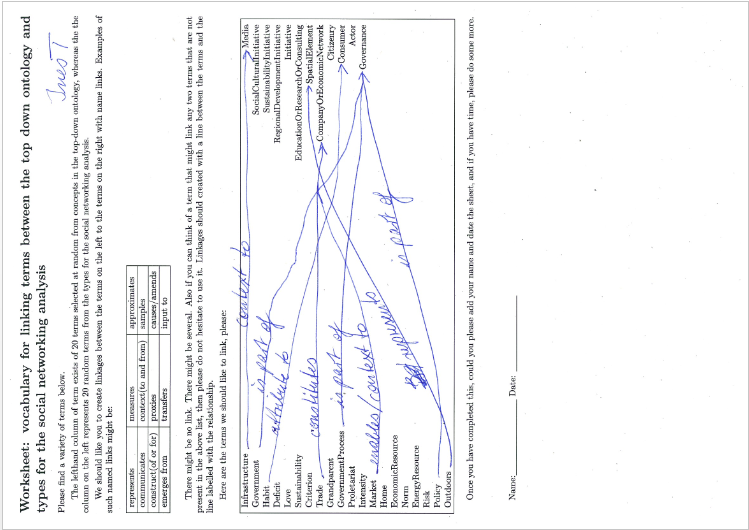 Worksheet: vocabulary for linking terms between the top down ontology and
types for the social networking analysis
Please find a variety of terms below.
The lefthand column of term exists of 20 terms selected at random from concepts in the top-down ontology, whereas the the
column on the left represents 20 random terms from the types for the social networking analysis.
We should like you to create linkages between the terms on the left to the terms on the right with name links. Examples of
such named links might be:
represents measures approximates
communicates context(to and from) samples
construct(of or for) proxies causes/amends
emerges from transfers input to
There might be no link. There might be several. Also if you can think of a term that might link any two terms that are not
present in the above list, then please do not hesitate to use it. Linkages should created with a line between the terms and the
line labelled with the relationship.
Here are the terms we should like to link, please:
Infrastructure context to Media
Government SocialCulturalInitiative
Habit is part of SustainabilityInitiative
Deficit RegionalDevelopmentInitiative
Love attribute to Initiative
Sustainability EducationOrResearchOrConsulting
Criterion SpatialElement
Trade constitutes CompanyOrEconomicNetwork
Grandparent Citizenry
GovernmentProcess is part of Consumer
Proletariat Actor
Intensity Governance
Market enables/context to
Home
EconomicResource
Norm represents is part of
EnergyResource
Risk
Policy
Outdoors
Once you have completed this, could you please add your name and date the sheet, and if you have time, please do some more.
Name: Date: